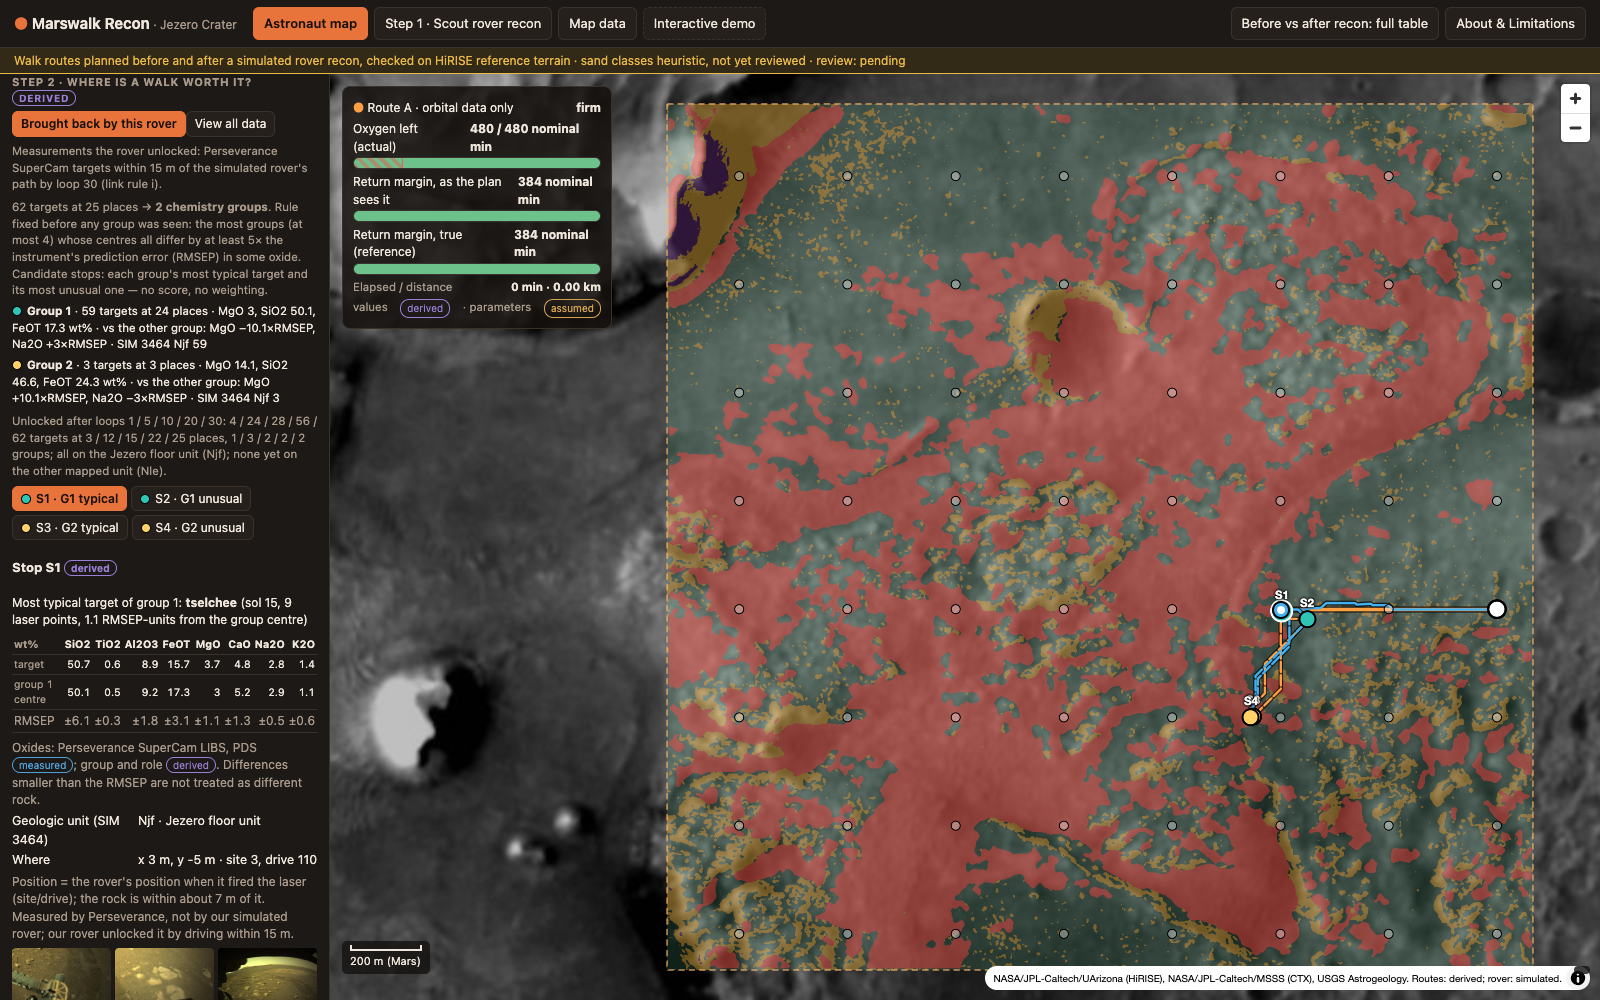 Marswalk Recon · Jezero Crater
Astronaut map
Step 1 · Scout rover recon
Map data
Interactive demo
Before vs after recon: full table
About & Limitations
Walk routes planned before and after a simulated rover recon, checked on HiRISE reference terrain · sand classes heuristic, not yet reviewed · review: pending
STEP 2 · WHERE IS A WALK WORTH IT?
DERIVED
Brought back by this rover
View all data
Measurements the rover unlocked: Perseverance
SuperCam targets within 15 m of the simulated rover's
path by loop 30 (link rule i).
62 targets at 25 places → 2 chemistry groups. Rule
fixed before any group was seen: the most groups (at
most 4) whose centres all differ by at least 5× the
instrument's prediction error (RMSEP) in some oxide.
Candidate stops: each group's most typical target and
its most unusual one — no score, no weighting.
Group 1 · 59 targets at 24 places · MgO 3, SiO2 50.1,
FeOT 17.3 wt% · vs the other group: MgO −10.1×RMSEP,
Na2O +3×RMSEP · SIM 3464 Njf 59
Group 2 · 3 targets at 3 places · MgO 14.1, SiO2
46.6, FeOT 24.3 wt% · vs the other group: MgO
+10.1×RMSEP, Na2O −3×RMSEP · SIM 3464 Njf 3
Unlocked after loops 1 / 5 / 10 / 20 / 30: 4 / 24 / 28 / 56 /
62 targets at 3 / 12 / 15 / 22 / 25 places, 1 / 3 / 2 / 2 / 2
groups; all on the Jezero floor unit (Njf); none yet on
the other mapped unit (Nle).
S1 · G1 typical
S2 · G1 unusual
S3 · G2 typical
S4 · G2 unusual
Stop S1 derived
Most typical target of group 1: tselchee (sol 15, 9
laser points, 1.1 RMSEP-units from the group centre)
wt% SiO2 TiO2 Al2O3 FeOT MgO CaO Na2O K2O
target 50.7 0.6 8.9 15.7 3.7 4.8 2.8 1.4
group 1
centre 50.1 0.5 9.2 17.3 3 5.2 2.9 1.1
RMSEP ±6.1 ±0.3 ±1.8 ±3.1 ±1.1 ±1.3 ±0.5 ±0.6
Oxides: Perseverance SuperCam LIBS, PDS
measured; group and role derived. Differences
smaller than the RMSEP are not treated as different
rock.
Geologic unit (SIM
3464) Njf · Jezero floor unit
Where x 3 m, y -5 m · site 3, drive 110
Position = the rover's position when it fired the laser
(site/drive); the rock is within about 7 m of it.
Measured by Perseverance, not by our simulated
rover; our rover unlocked it by driving within 15 m.
Route A · orbital data only firm
Oxygen left
(actual)
480 / 480 nominal
min
Return margin, as the plan
sees it
384 nominal
min
Return margin, true
(reference)
384 nominal
min
Elapsed / distance 0 min · 0.00 km
values derived · parameters assumed
+
−
S1
S2
S4
200 m (Mars)
NASA/JPL-Caltech/UArizona (HiRISE), NASA/JPL-Caltech/MSSS (CTX), USGS Astrogeology. Routes: derived; rover: simulated.